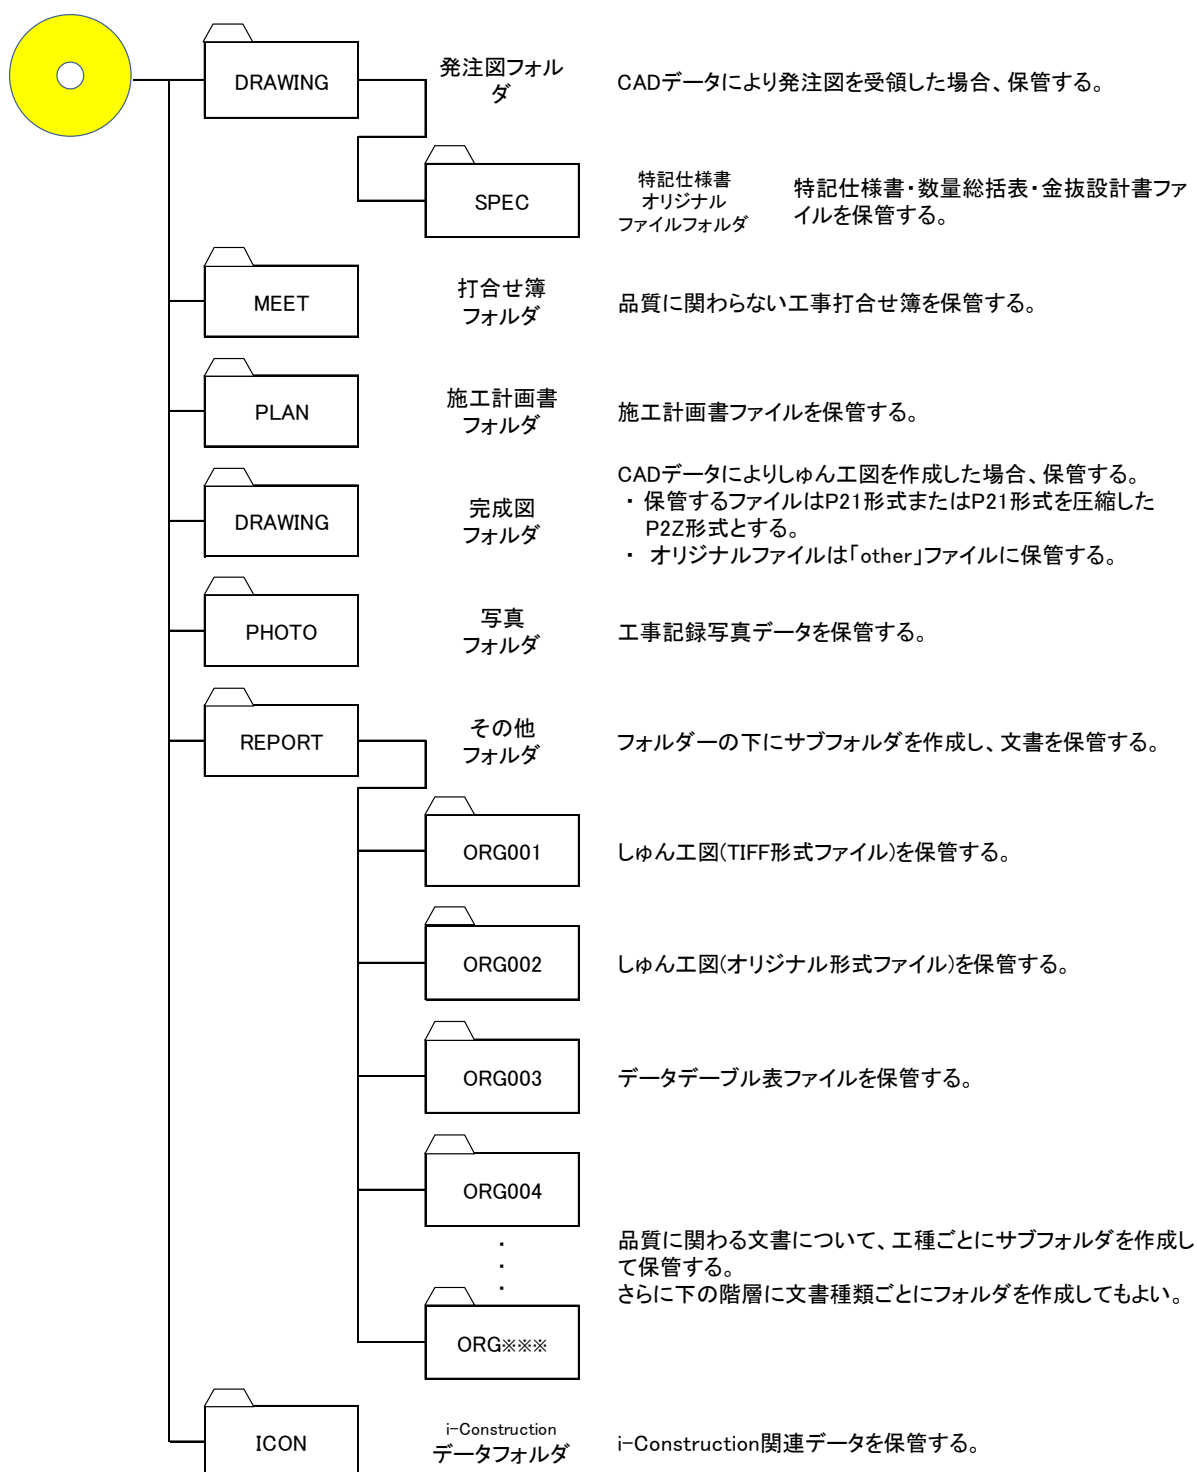 DRAWING
発注図フォル
ダ
CADデータにより発注図を受領した場合、保管する。
SPEC
特記仕様書
オリジナル
ファイルフォルダ
特記仕様書・数量総括表・金抜設計書ファ
イルを保管する。
MEET
打合せ簿
フォルダ
品質に関わらない工事打合せ簿を保管する。
PLAN
施工計画書
フォルダ
施工計画書ファイルを保管する。
DRAWING
完成図
フォルダ
CADデータによりしゅん工図を作成した場合、保管する。
・ 保管するファイルはP21形式またはP21形式を圧縮した
P2Z形式とする。
・ オリジナルファイルは「other」ファイルに保管する。
PHOTO
写真
フォルダ
工事記録写真データを保管する。
REPORT
その他
フォルダ
フォルダーの下にサブフォルダを作成し、文書を保管する。
ORG001
しゅん工図(TIFF形式ファイル)を保管する。
ORG002
しゅん工図(オリジナル形式ファイル)を保管する。
ORG003
データデーブル表ファイルを保管する。
ORG004
・
・
・
品質に関わる文書について、工種ごとにサブフォルダを作成し
て保管する。
さらに下の階層に文書種類ごとにフォルダを作成してもよい。
ORG※※※
ICON
i-Construction
データフォルダ
i-Construction関連データを保管する。